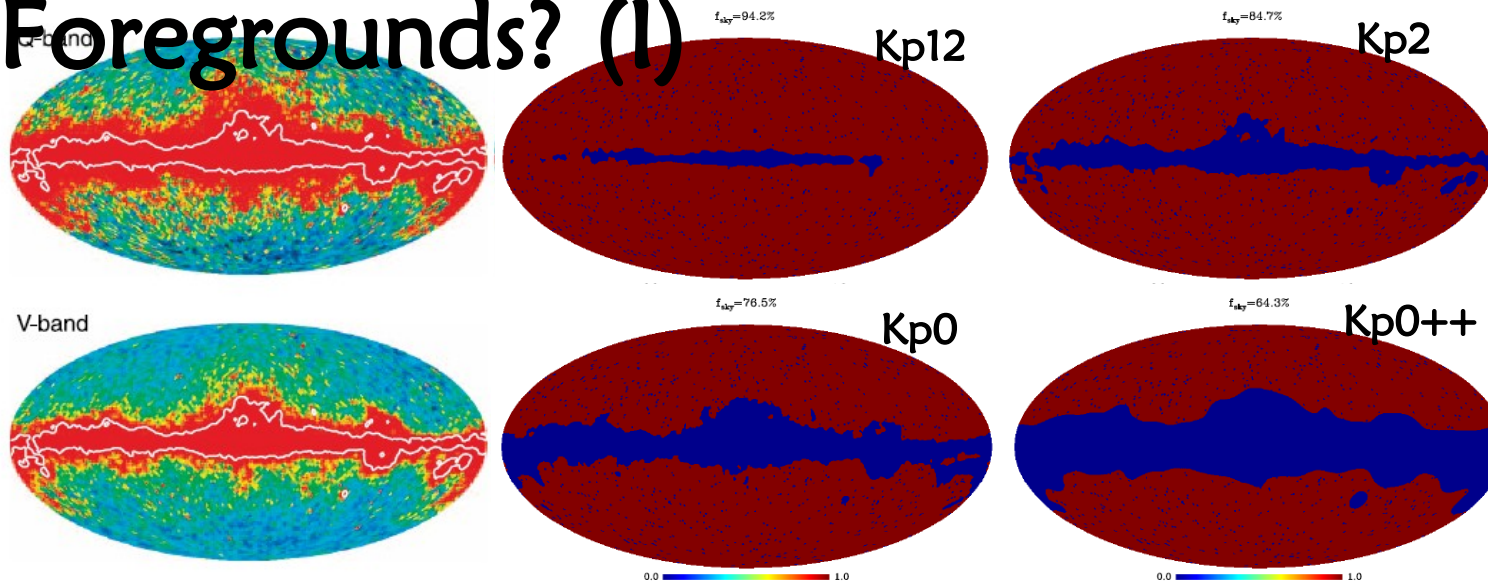 Foregrounds? (I)
Q-band
f_sky=94.2%
Kp12
f_sky=84.7%
Kp2
V-band
f_sky=76.5%
Kp0
f_sky=64.3%
Kp0++
0.0 1.0
0.0 1.0